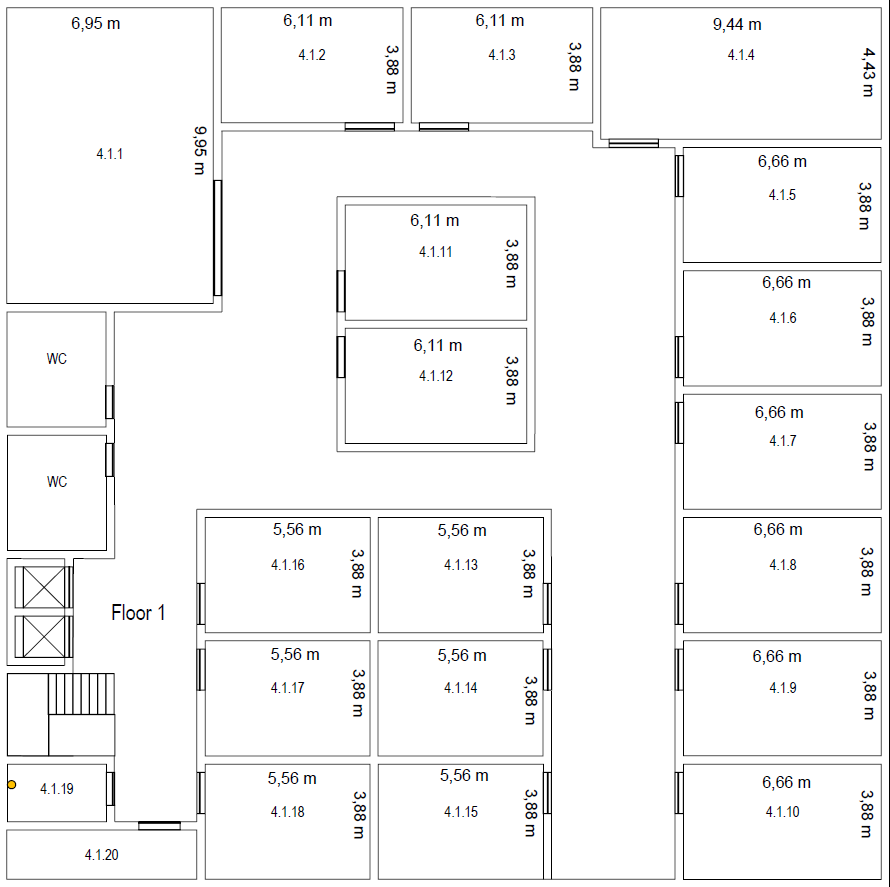 6,95 m
9,95 m
4.1.1
6,11 m
4.1.2
3,88 m
6,11 m
4.1.3
3,88 m
9,44 m
4.1.4
4,43 m
6,66 m
4.1.5
3,88 m
6,11 m
4.1.11
3,88 m
6,66 m
4.1.6
3,88 m
WC
6,11 m
4.1.12
3,88 m
6,66 m
4.1.7
3,88 m
WC
5,56 m
4.1.16
3,88 m
5,56 m
4.1.13
3,88 m
6,66 m
4.1.8
3,88 m
Floor 1
5,56 m
4.1.17
3,88 m
5,56 m
4.1.14
3,88 m
6,66 m
4.1.9
3,88 m
4.1.19
5,56 m
4.1.18
3,88 m
5,56 m
4.1.15
3,88 m
6,66 m
4.1.10
3,88 m
4.1.20